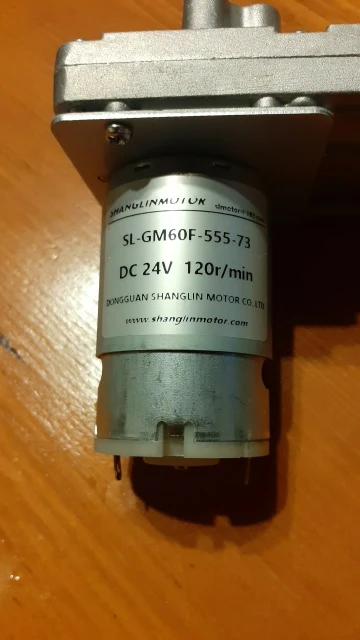 SHANGLINMOTOR
SL-GM60F-555-73
DC 24V 120r/min
DONGGUAN SHANGLIN MOTOR CO.,LTD
www.shanglinmotor.com